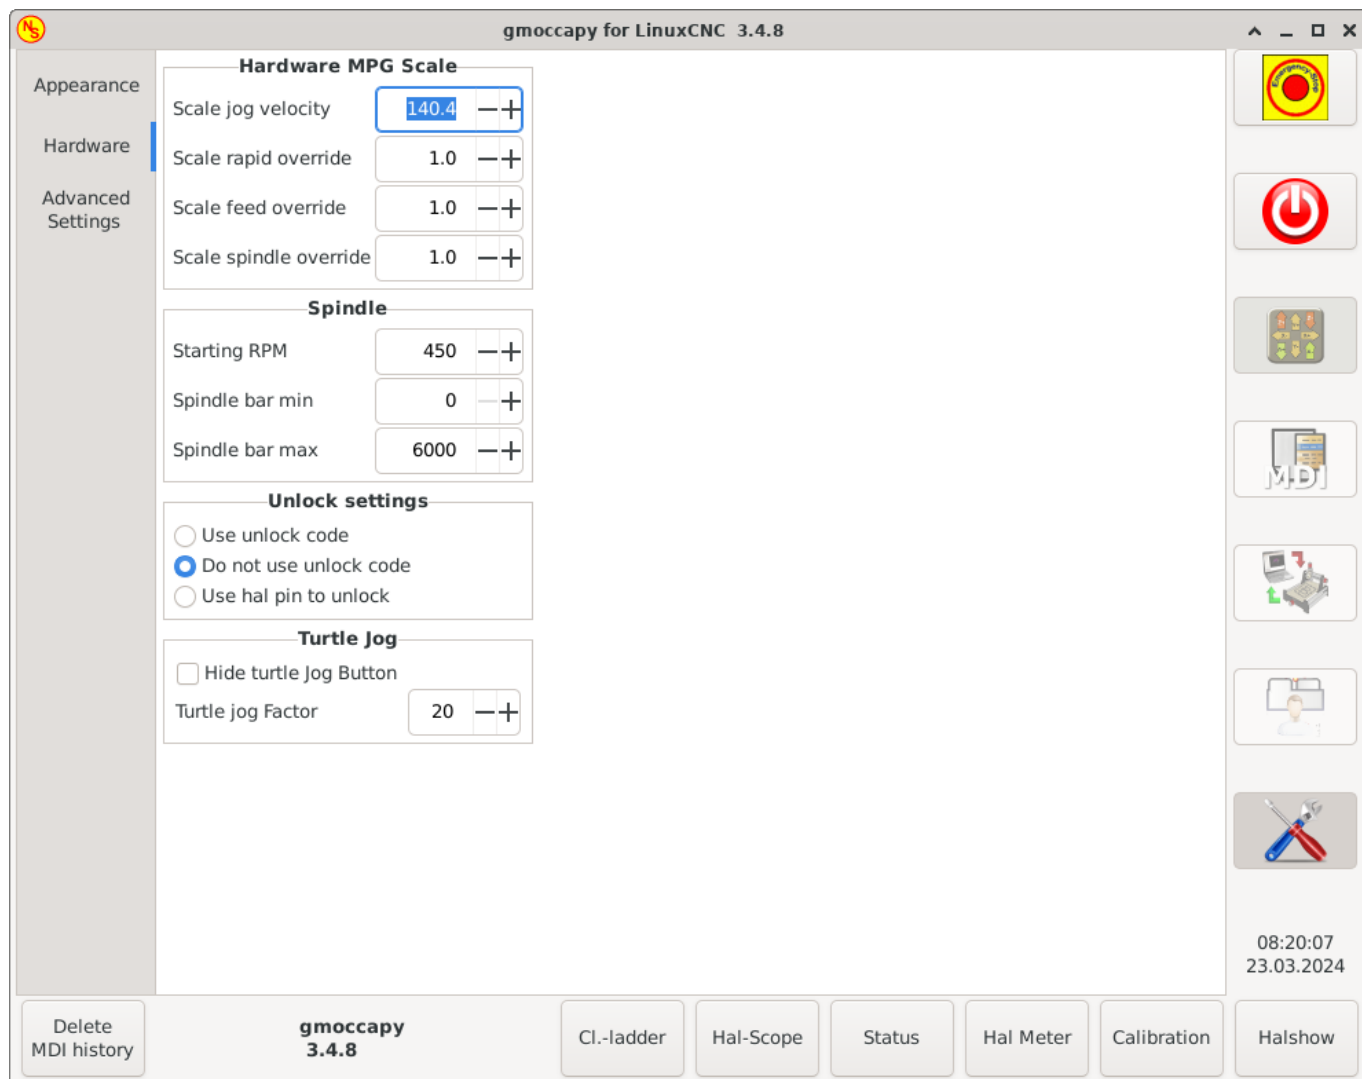 NS
gmoccapy for LinuxCNC 3.4.8
Appearance
Hardware
Advanced
Settings
Hardware MPG Scale
Scale jog velocity 140.4
Scale rapid override 1.0
Scale feed override 1.0
Scale spindle override 1.0
Spindle
Starting RPM 450
Spindle bar min 0
Spindle bar max 6000
Unlock settings
Use unlock code
Do not use unlock code
Use hal pin to unlock
Turtle Jog
Hide turtle Jog Button
Turtle jog Factor 20
Emergency-Stop
MDI
08:20:07
23.03.2024
Delete
MDI history
gmoccapy
3.4.8
Cl.-ladder
Hal-Scope
Status
Hal Meter
Calibration
Halshow